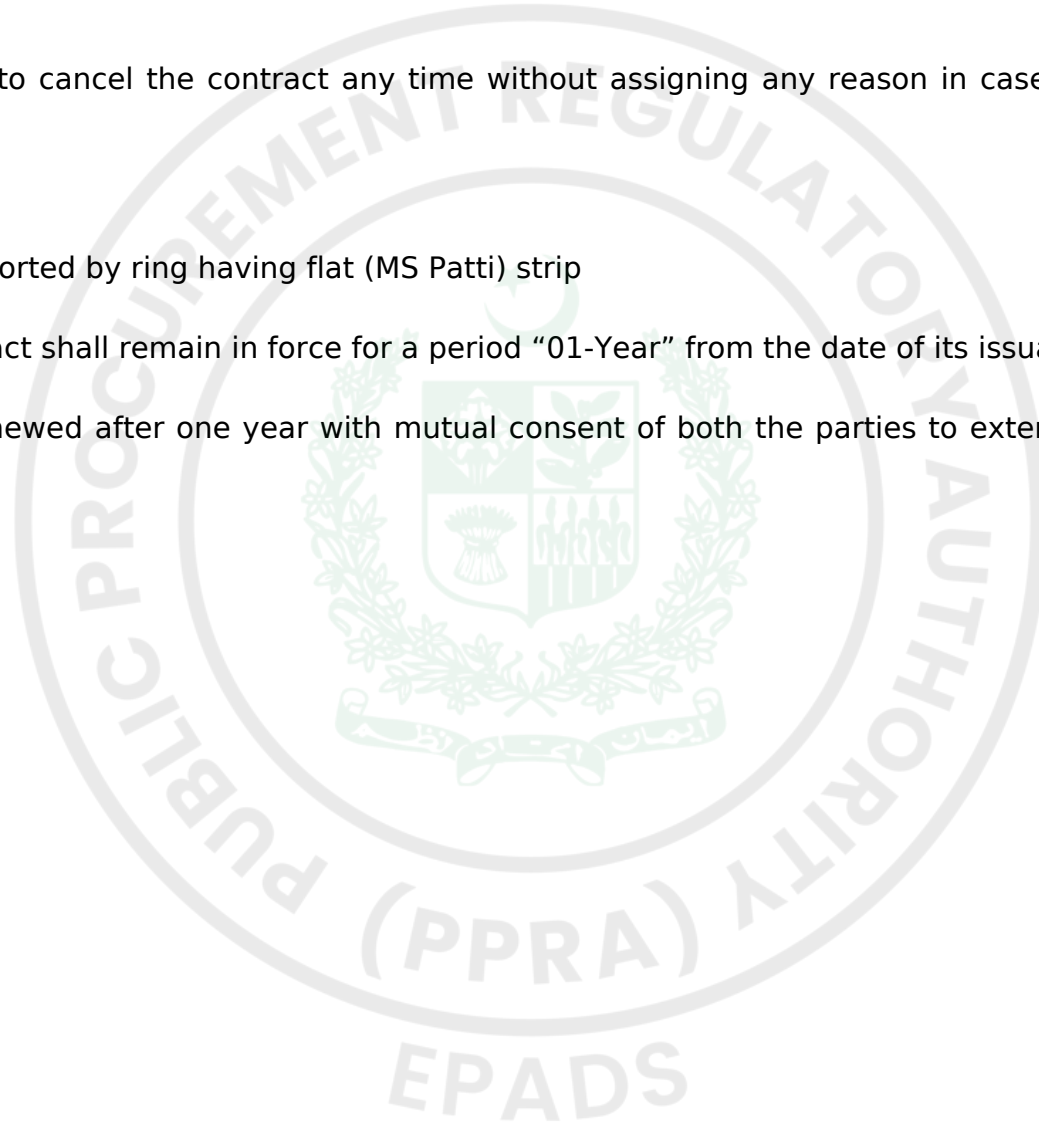 to cancel the contract any time without assigning any reason in case
orted by ring having flat (MS Patti) strip
act shall remain in force for a period “01-Year” from the date of its issua
newed after one year with mutual consent of both the parties to exten
PUBLIC PROCUREMENT REGULATORY AUTHORITY
(PPRA)
EPADS